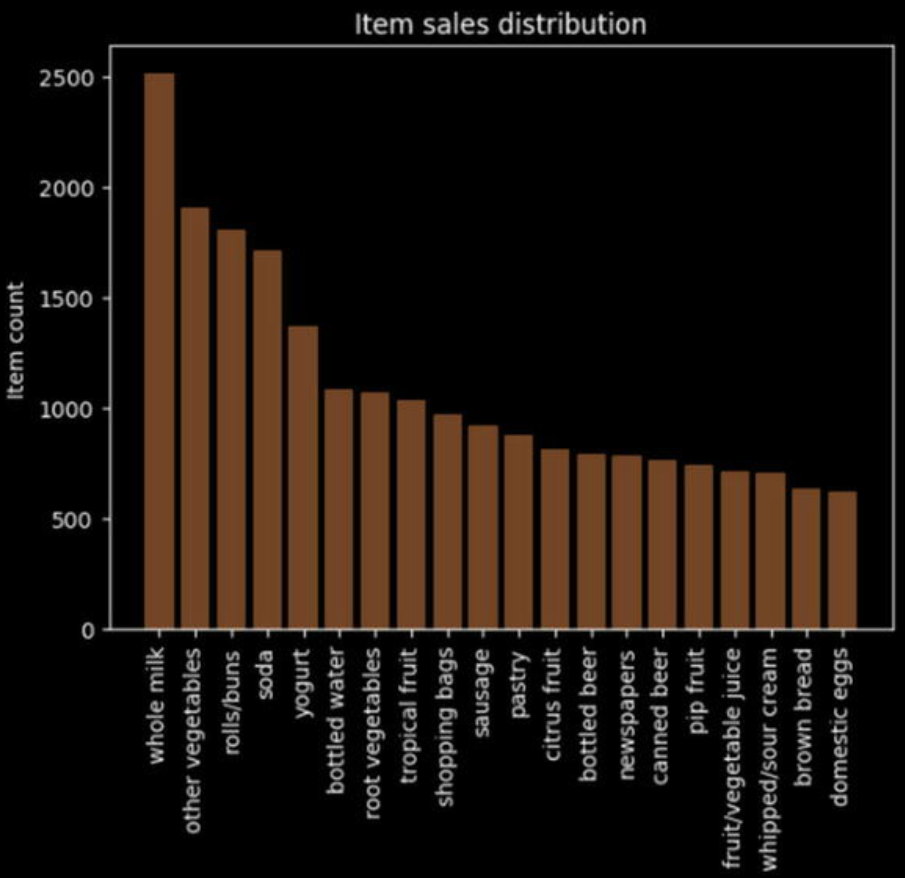 Item sales distribution
Item count
2500
2000
1500
1000
500
0
whole milk
other vegetables
rolls/buns
soda
yogurt
bottled water
root vegetables
tropical fruit
shopping bags
sausage
pastry
citrus fruit
bottled beer
newspapers
canned beer
pip fruit
fruit/vegetable juice
whipped/sour cream
brown bread
domestic eggs